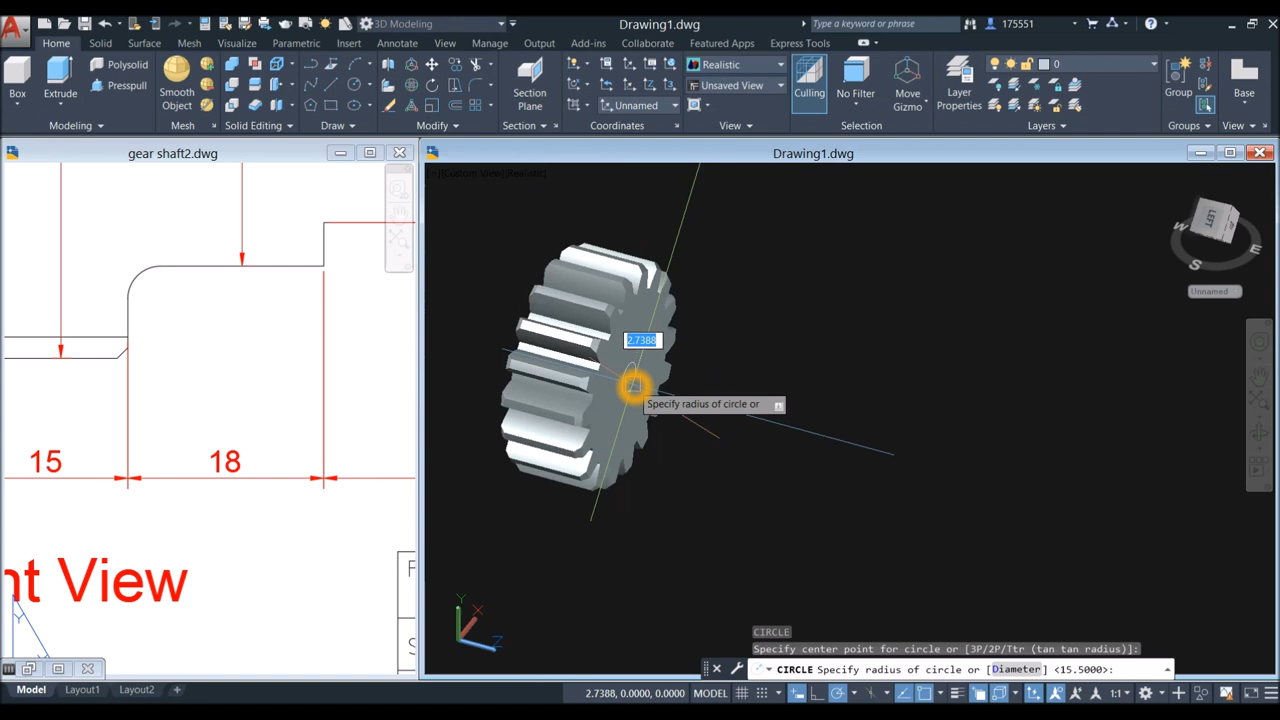 3D Modeling
Drawing1.dwg
Type a keyword or phrase
175551
Home Solid Surface Mesh Visualize Parametric Insert Annotate View Manage Output Add-ins Collaborate Featured Apps Express Tools
Box
Extrude
Polysolid
Presspull
Smooth
Object
Section
Plane
Unnamed
Realistic
Unsaved View
Culling
No Filter
Move
Gizmo
Layer
Properties
0
Group
Base
Modeling Mesh Solid Editing Draw Modify Section Coordinates View Selection Layers Groups View
gear shaft2.dwg
Drawing1.dwg
[-][Custom View][Realistic]
LEFT
W
S
E
Unnamed
2.7388
Specify radius of circle or
15
18
nt View
F
S
Y
Y
X
Z
CIRCLE
Specify center point for circle or [3P/2P/Ttr (tan tan radius)]:
CIRCLE Specify radius of circle or [Diameter] <15.5000>:
Model Layout1 Layout2 +
2.7388, 0.0000, 0.0000 MODEL 1:1